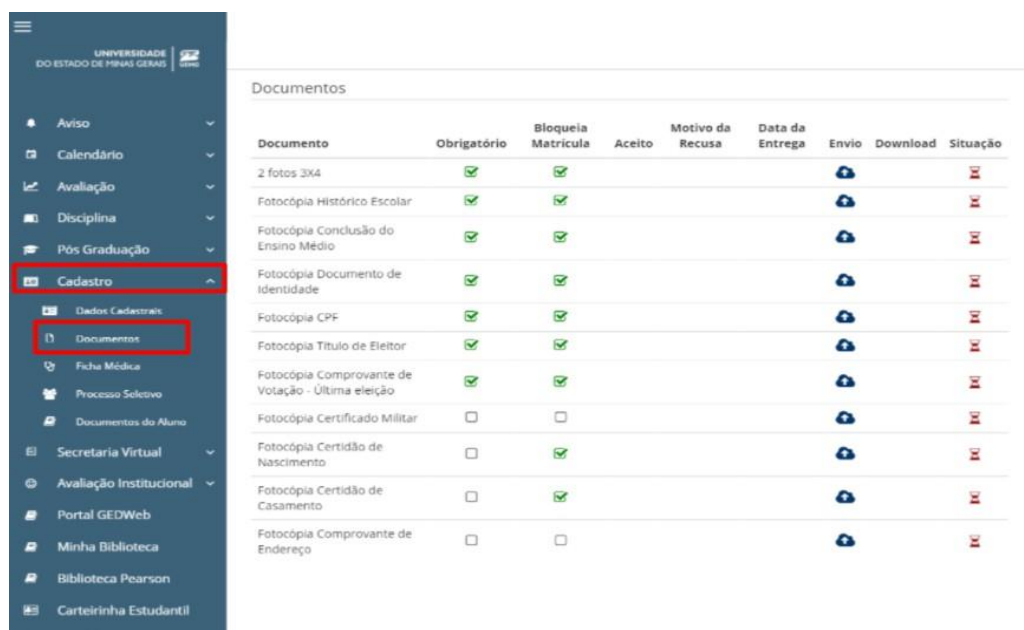 UNIVERSIDADE
DO ESTADO DE MINAS GERAIS
UEMG
Aviso
Calendário
Avaliação
Disciplina
Pós Graduação
Cadastro
Dados Cadastrais
Documentos
Ficha Médica
Processo Seletivo
Documentos do Aluno
Secretaria Virtual
Avaliação Institucional
Portal GEDWeb
Minha Biblioteca
Biblioteca Pearson
Carteirinha Estudantil
Documentos
Documento Obrigatório Bloqueia Matrícula Aceito Motivo da Recusa Data da Entrega Envio Download Situação
2 fotos 3X4
Fotocópia Histórico Escolar
Fotocópia Conclusão do
Ensino Médio
Fotocópia Documento de
Identidade
Fotocópia CPF
Fotocópia Título de Eleitor
Fotocópia Comprovante de
Votação - Última eleição
Fotocópia Certificado Militar
Fotocópia Certidão de
Nascimento
Fotocópia Certidão de
Casamento
Fotocópia Comprovante de
Endereço